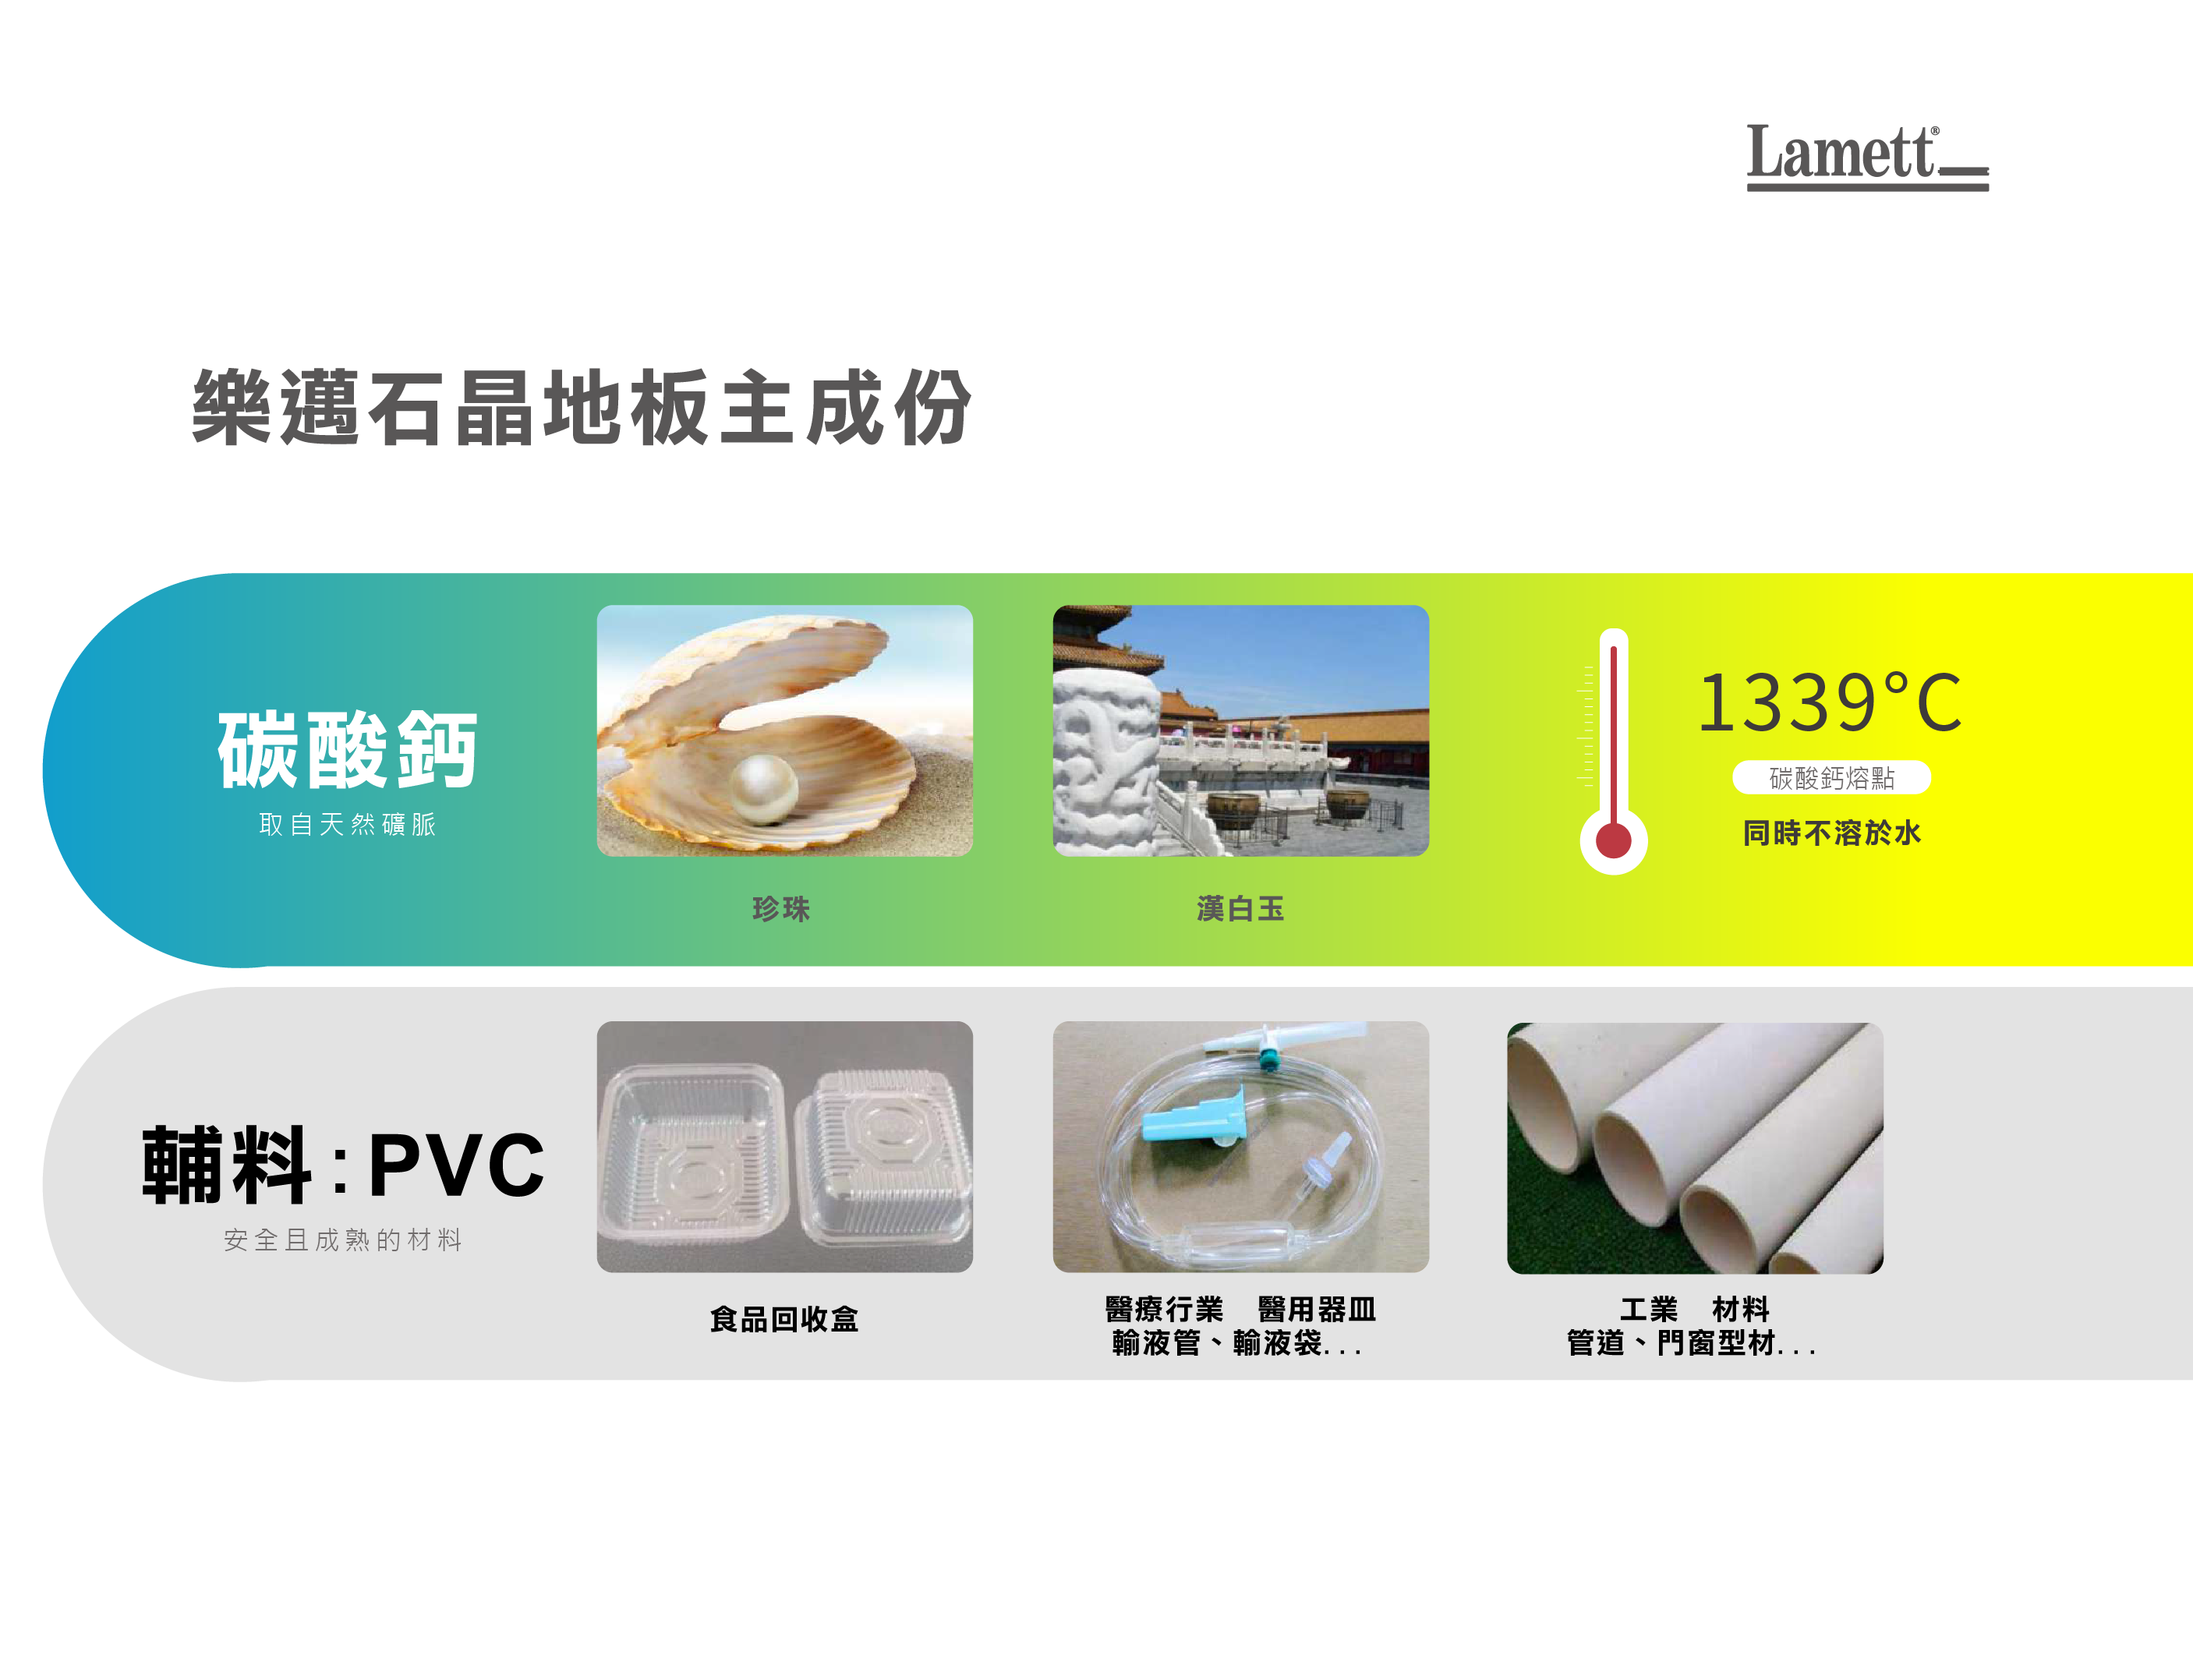 Lamett®
樂邁石晶地板主成份
碳酸鈣
取自天然礦脈
珍珠
漢白玉
1339°C
碳酸鈣熔點
同時不溶於水
輔料:PVC
安全且成熟的材料
食品回收盒
醫療行業　醫用器皿
輸液管、輸液袋...
工業　材料
管道、門窗型材...